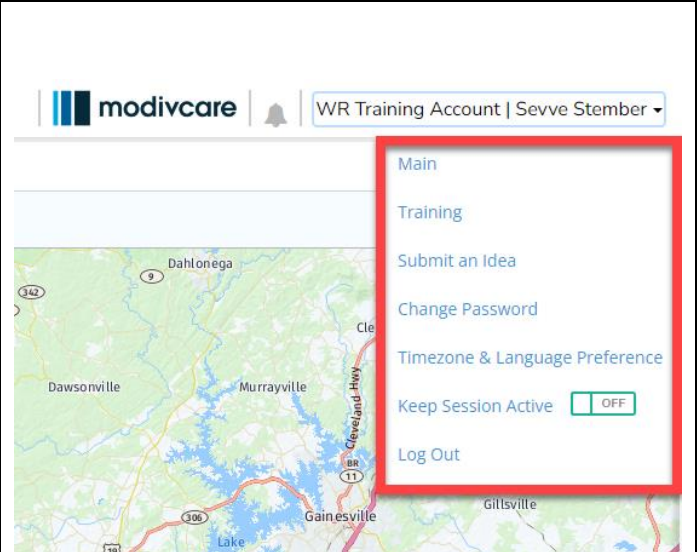 modivcare
WR Training Account | Sevve Stember
Main
Training
Submit an Idea
Change Password
Timezone & Language Preference
Keep Session Active OFF
Log Out
Dahlonega
9
342
Cle
Dawsonville
Murrayville
Cleveland Hwy
BR
11
306
Gainesville
Gillsville
Lake
19